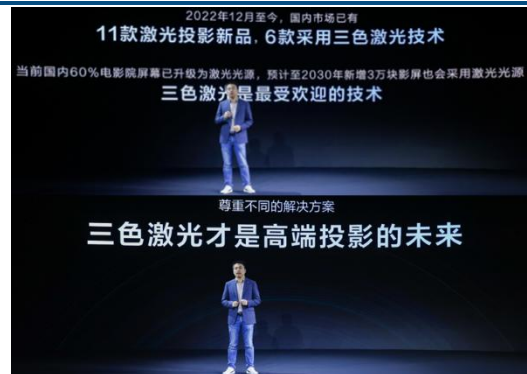 2022年12月至今，国内市场已有
11款激光投影新品，6款采用三色激光技术
当前国内60%电影院屏幕已升级为激光光源，预计至2030年新增3万块影屏也会采用激光光源
三色激光是最受欢迎的技术
尊重不同的解决方案
三色激光才是高端投影的未来